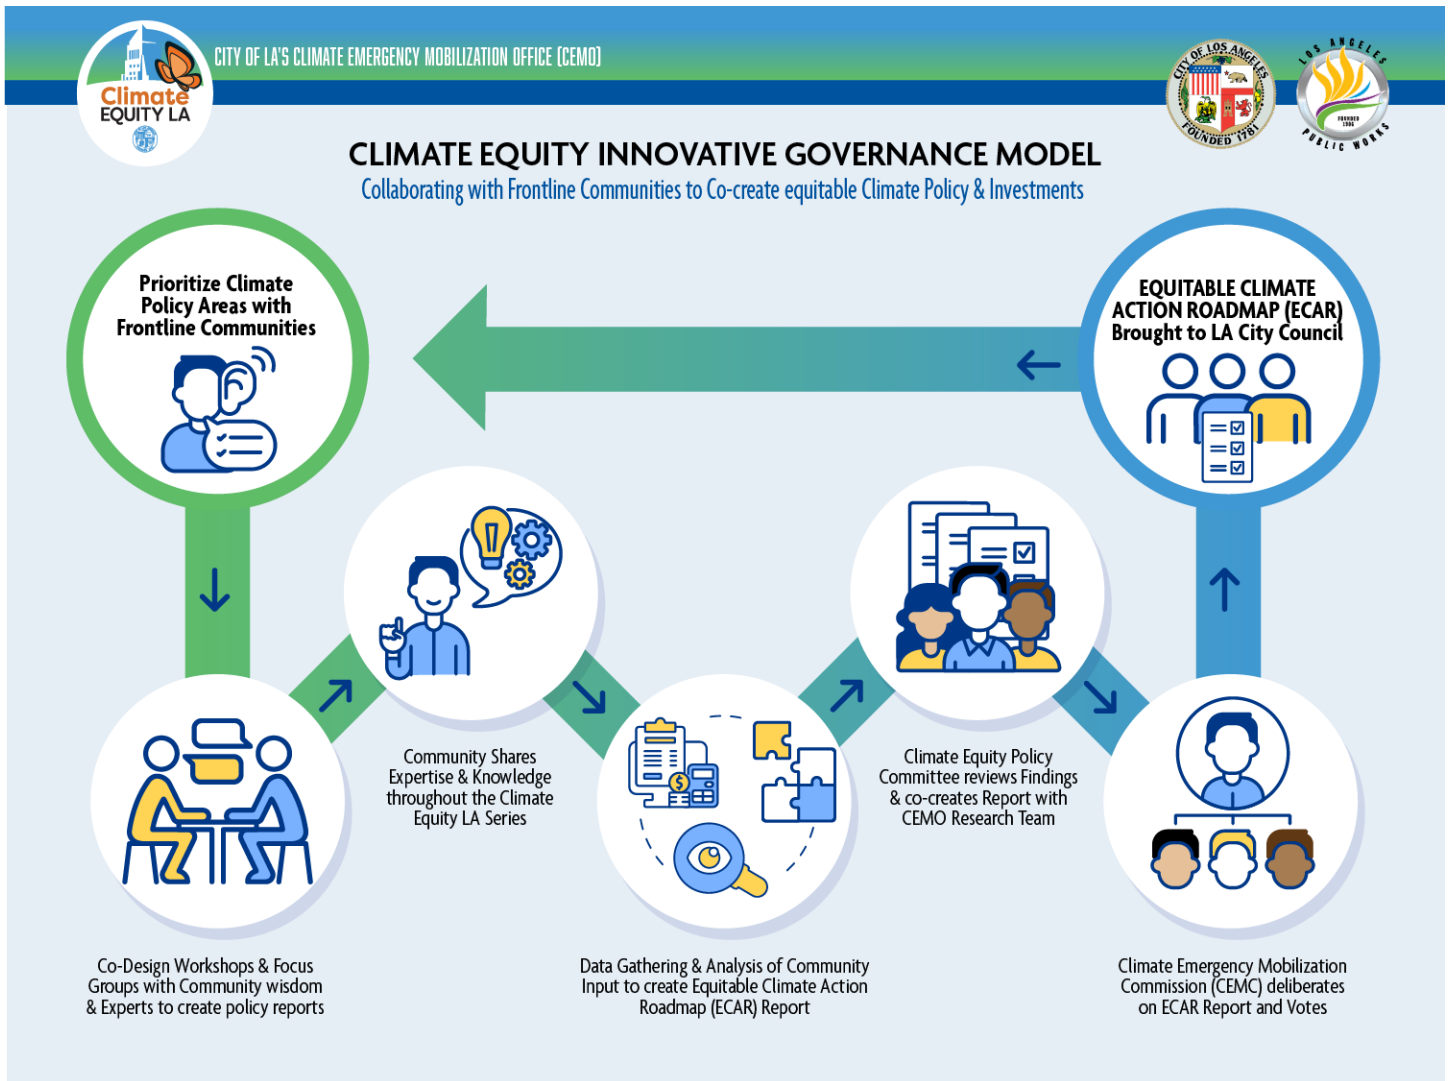 CITY OF LA'S CLIMATE EMERGENCY MOBILIZATION OFFICE (CEMO)
Climate
EQUITY LA
CITY OF LOS ANGELES
FOUNDED 1781
LOS ANGELES
FOUNDED
1906
PUBLIC WORKS
CLIMATE EQUITY INNOVATIVE GOVERNANCE MODEL
Collaborating with Frontline Communities to Co-create equitable Climate Policy & Investments
Prioritize Climate
Policy Areas with
Frontline Communities
EQUITABLE CLIMATE
ACTION ROADMAP (ECAR)
Brought to LA City Council
Community Shares
Expertise & Knowledge
throughout the Climate
Equity LA Series
$
Climate Equity Policy
Committee reviews Findings
& co-creates Report with
CEMO Research Team
Co-Design Workshops & Focus
Groups with Community wisdom
& Experts to create policy reports
Data Gathering & Analysis of Community
Input to create Equitable Climate Action
Roadmap (ECAR) Report
Climate Emergency Mobilization
Commission (CEMC) deliberates
on ECAR Report and Votes